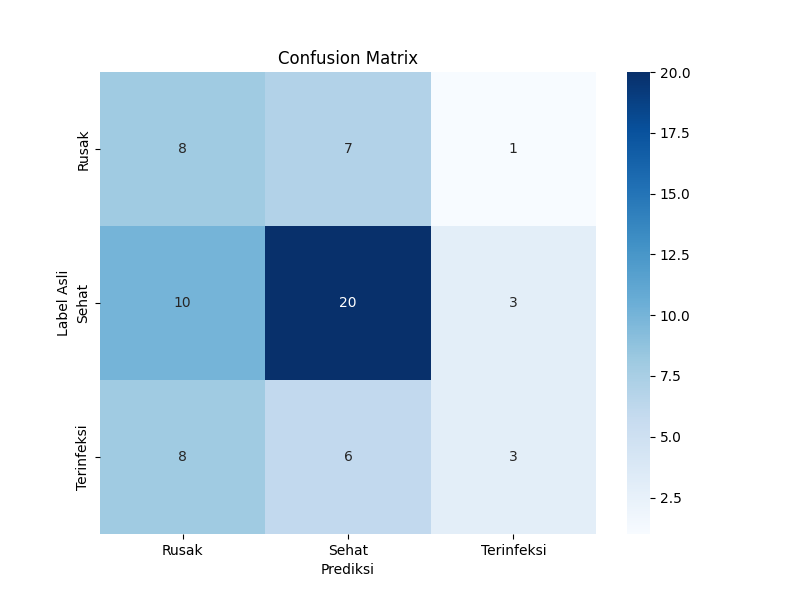 Confusion Matrix
Rusak
8
7
1
Label Asli
Sehat
10
20
3
Terinfeksi
8
6
3
Rusak
Sehat
Terinfeksi
Prediksi
20.0
17.5
15.0
12.5
10.0
7.5
5.0
2.5